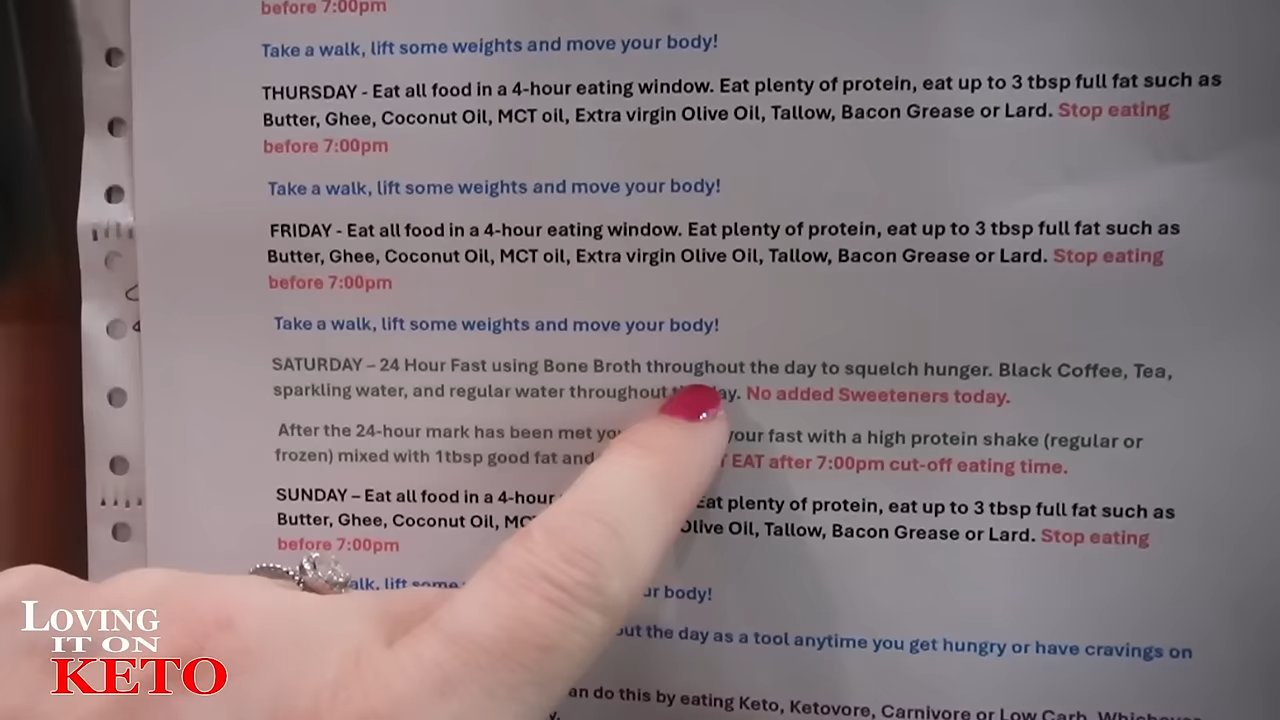 before 7:00pm
Take a walk, lift some weights and move your body!
THURSDAY - Eat all food in a 4-hour eating window. Eat plenty of protein, eat up to 3 tbsp full fat such as
Butter, Ghee, Coconut Oil, MCT oil, Extra virgin Olive Oil, Tallow, Bacon Grease or Lard. Stop eating
before 7:00pm
Take a walk, lift some weights and move your body!
FRIDAY - Eat all food in a 4-hour eating window. Eat plenty of protein, eat up to 3 tbsp full fat such as
Butter, Ghee, Coconut Oil, MCT oil, Extra virgin Olive Oil, Tallow, Bacon Grease or Lard. Stop eating
before 7:00pm
Take a walk, lift some weights and move your body!
SATURDAY – 24 Hour Fast using Bone Broth throughout the day to squelch hunger. Black Coffee, Tea,
sparkling water, and regular water throughout No added Sweeteners today.
After the 24-hour mark has been met your fast with a high protein shake (regular or
frozen) mixed with 1tbsp good fat and EAT after 7:00pm cut-off eating time.
SUNDAY – Eat all food in a 4-hour Eat plenty of protein, eat up to 3 tbsp full fat such as
Butter, Ghee, Coconut Oil, Olive Oil, Tallow, Bacon Grease or Lard. Stop eating
before 7:00pm
walk, lift some body!
the day as a tool anytime you get hungry or have cravings on
do this by eating Keto, Ketovore, Carnivore or Low Carb.
LOVING
IT ON
KETO